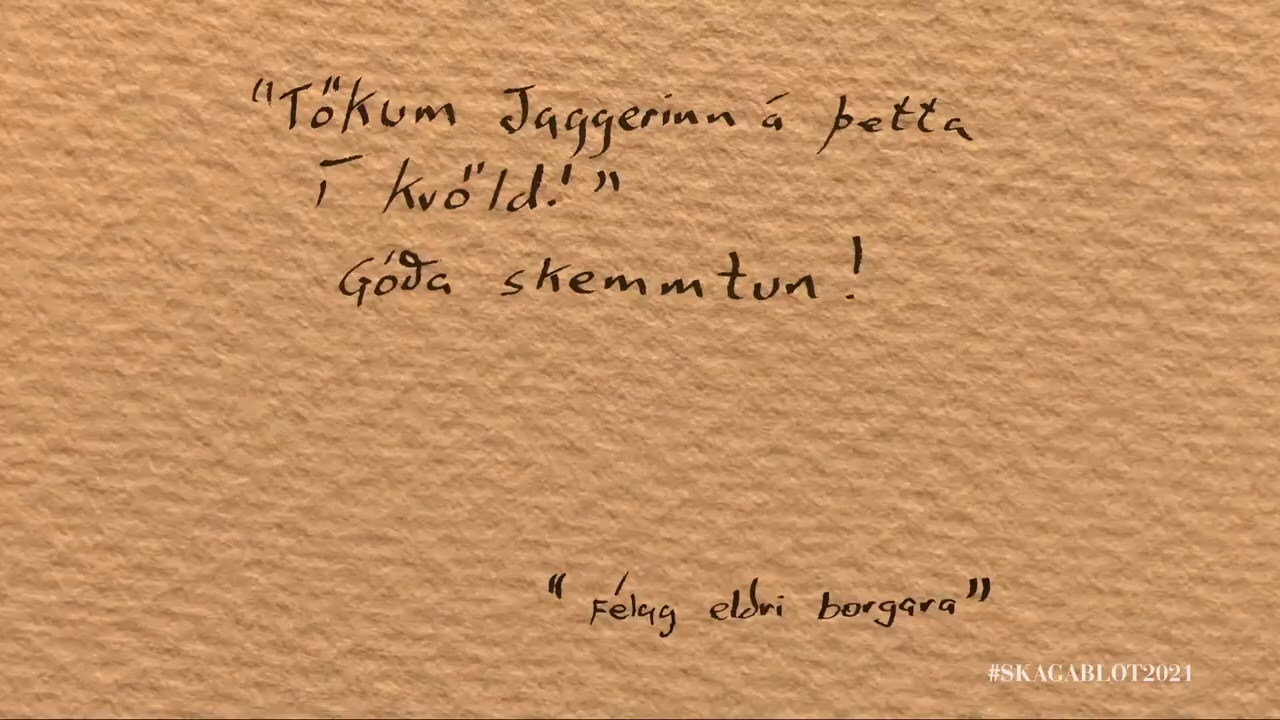 "Tökum Jaggerinn á þetta
í kvöld!"
Góða skemmtun!
"Félag eldri borgara"
#SKAGABLOT2021